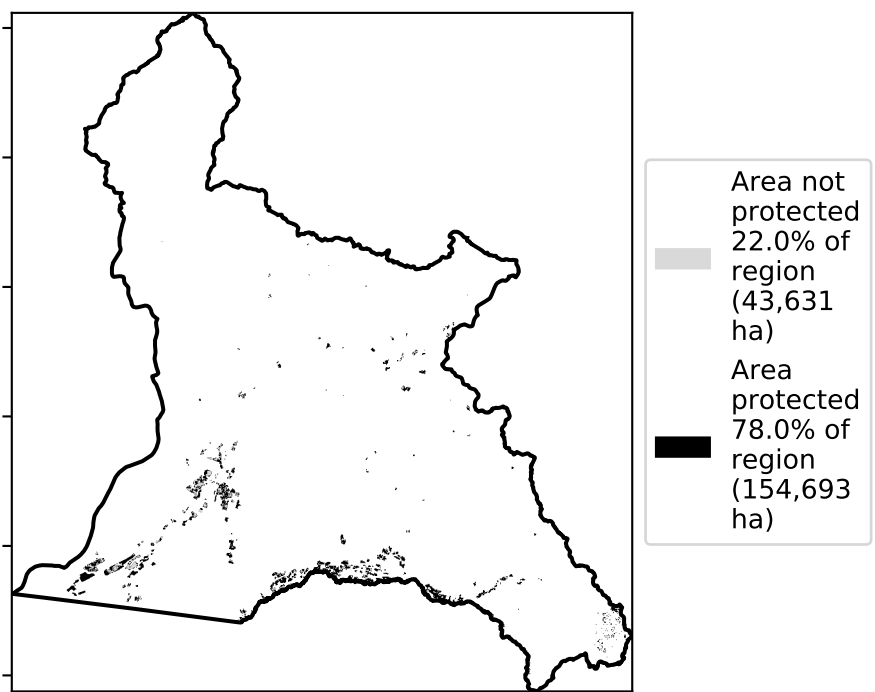 Area not
protected
22.0% of
region
(43,631
ha)
Area
protected
78.0% of
region
(154,693
ha)